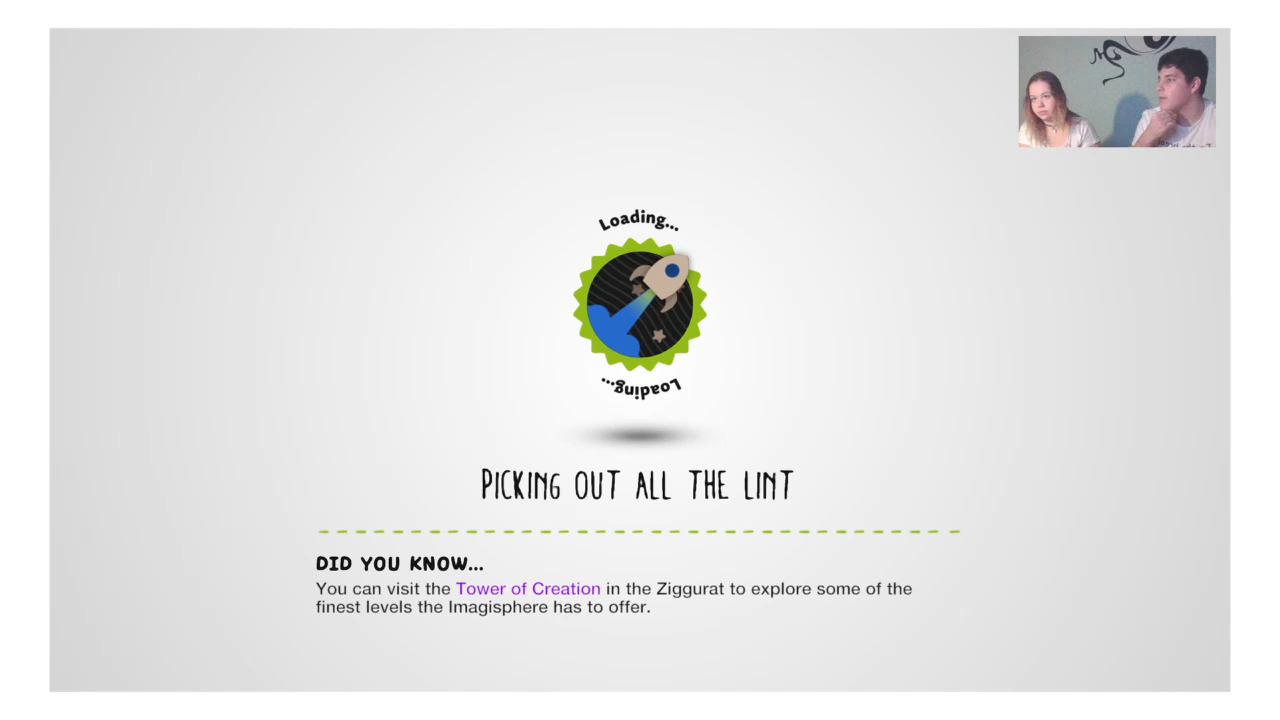 Loading...
Loading...
PICKING OUT ALL THE LINT
DID YOU KNOW...
You can visit the Tower of Creation in the Ziggurat to explore some of the
finest levels the Imagisphere has to offer.